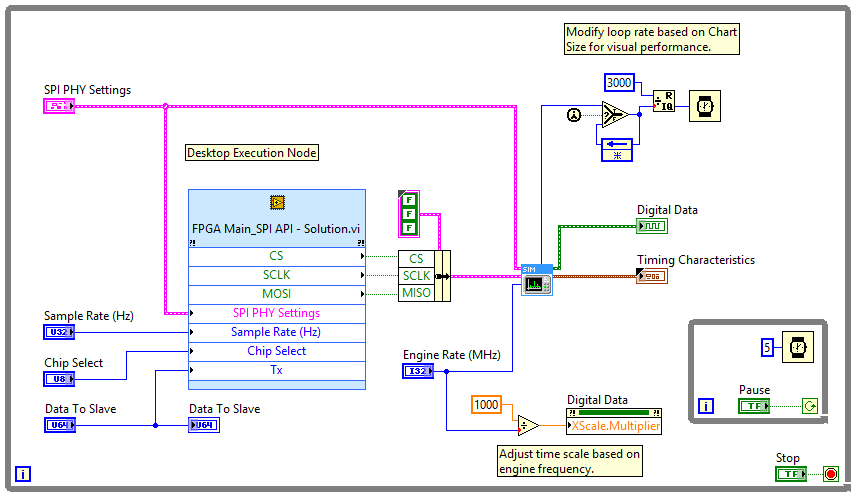 Modify loop rate based on Chart
Size for visual performance.
SPI PHY Settings
3000
R
IQ
Desktop Execution Node
FPGA Main_SPI API - Solution.vi
CS
SCLK
MOSI
SPI PHY Settings
Sample Rate (Hz)
Chip Select
Tx
F
F
F
CS
SCLK
MISO
SIM
Digital Data
Timing Characteristics
Sample Rate (Hz)
U32
Chip Select
U8
Data To Slave
U64
Data To Slave
U64
Engine Rate (MHz)
I32
1000
Digital Data
XScale.Multiplier
Adjust time scale based on
engine frequency.
5
Pause
TF
i
Stop
TF
i